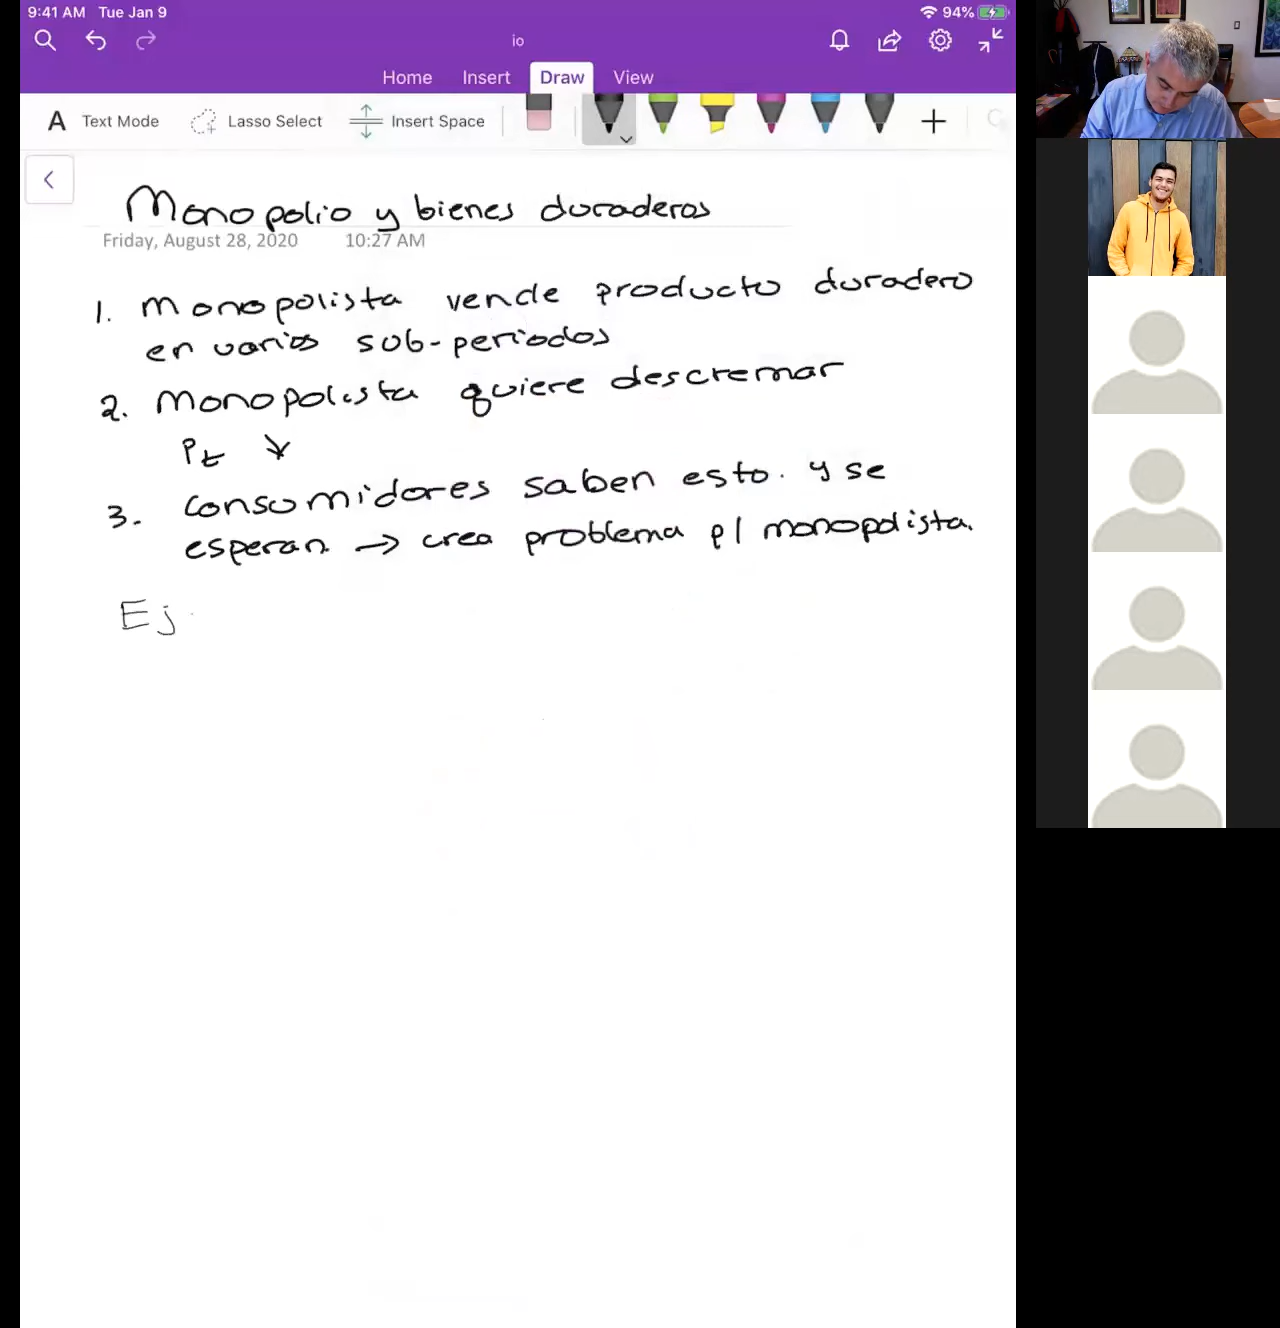 9:41 AM Tue Jan 9
94%
io
Home Insert Draw View
A Text Mode Lasso Select Insert Space
Monopolio y bienes duraderos
Friday, August 28, 2020 10:27 AM
1. Monopolista vende producto duradero
en varios sub-periodos
2. Monopolista quiere descremar
Pt ↓
3. Consumidores saben esto. y se
esperan. → crea problema p/ monopolista.
Ej.